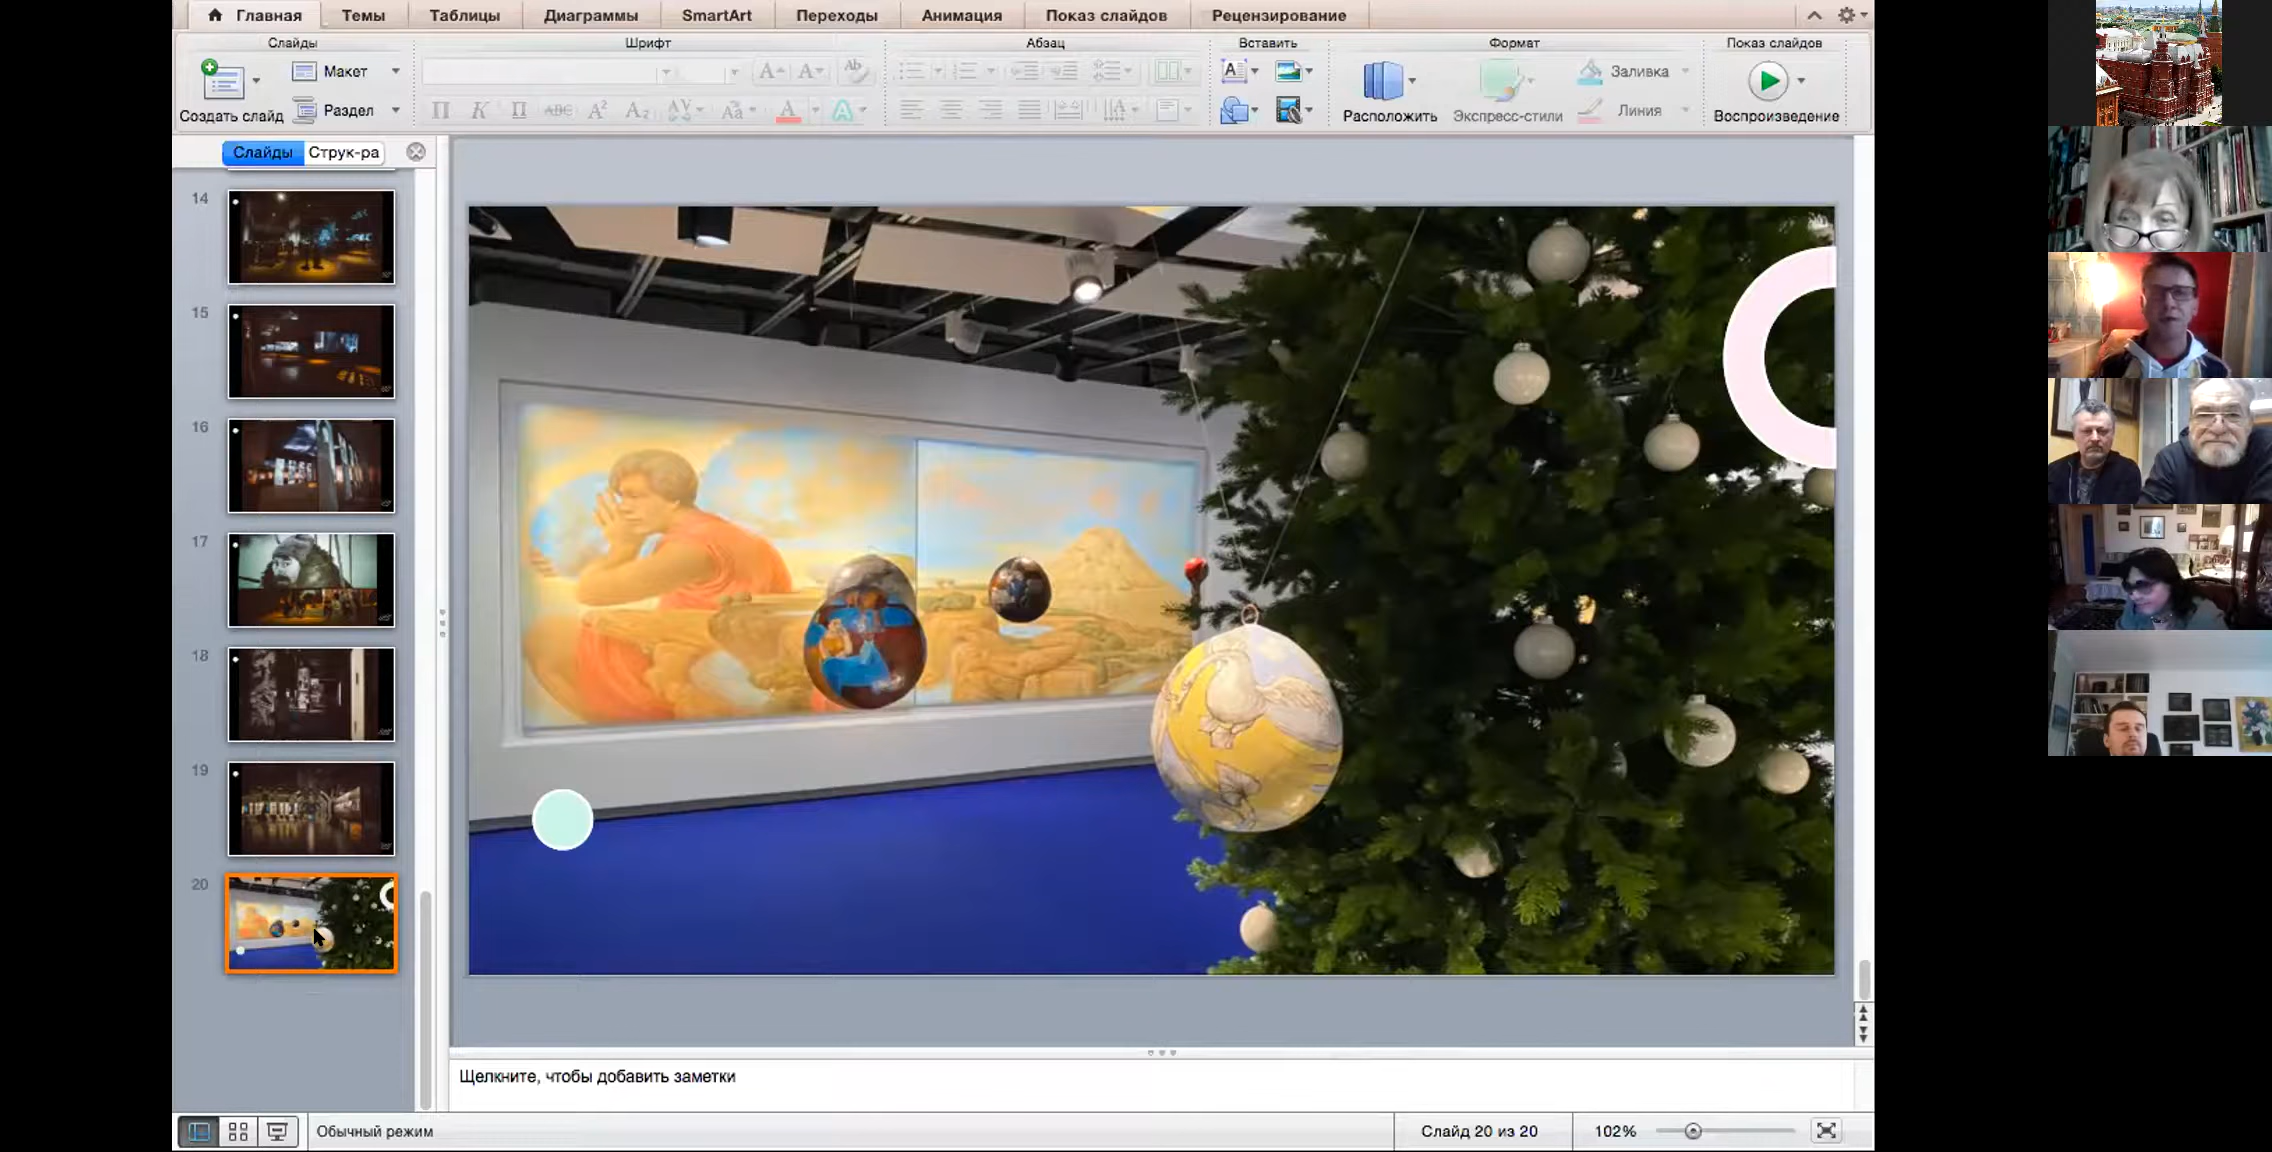 Главная Темы Таблицы Диаграммы SmartArt Переходы Анимация Показ слайдов Рецензирование
Слайды Шрифт Абзац Вставить Формат Показ слайдов
Макет
Заливка
Раздел
Линия
Создать слайд
Расположить Экспресс-стили
Воспроизведение
Слайды Струк-ра
14
15
16
17
18
19
20
Щелкните, чтобы добавить заметки
Обычный режим
Слайд 20 из 20
102%